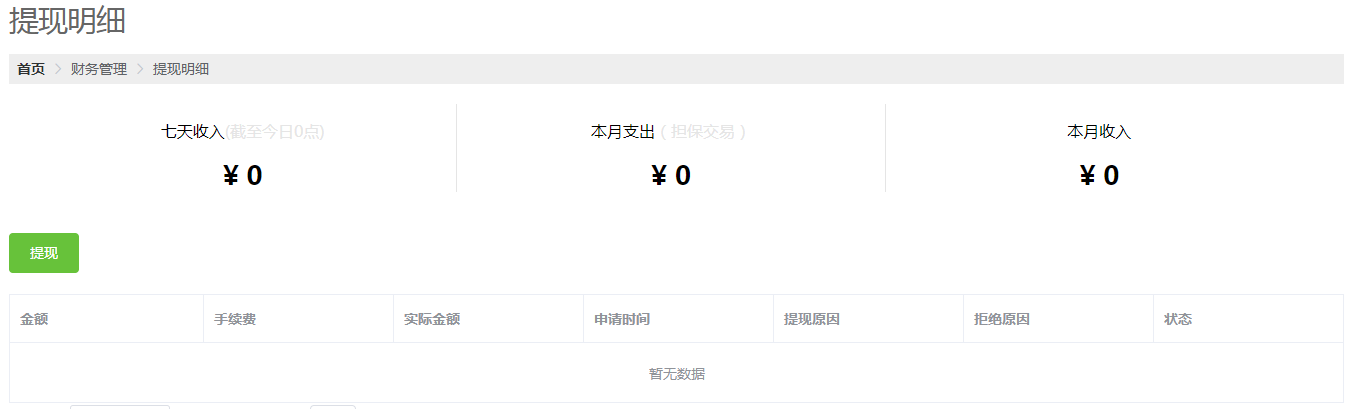 提现明细
首页 > 财务管理 > 提现明细
七天收入(截至今日0点) 本月支出（担保交易） 本月收入
¥ 0 ¥ 0 ¥ 0
提现
金额 手续费 实际金额 申请时间 提现原因 拒绝原因 状态
暂无数据